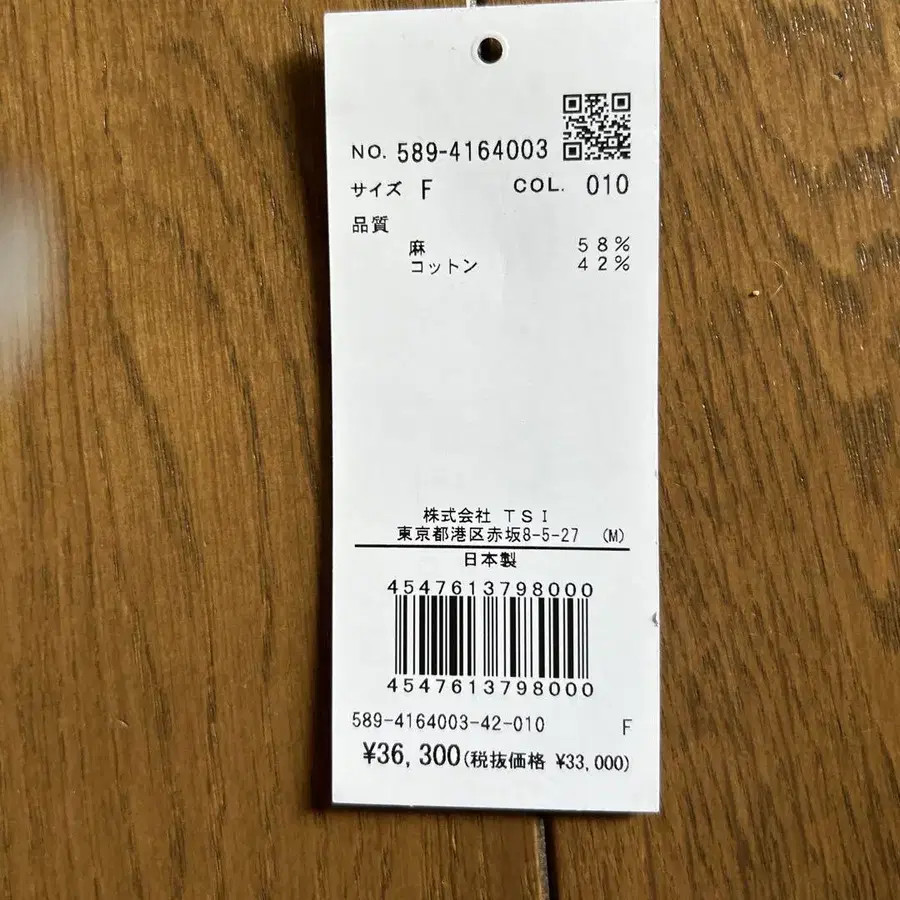 NO. 589-4164003
サイズ F COL. 010
品質
麻 58%
コットン 42%
株式会社 TSI
東京都港区赤坂8-5-27 (M)
日本製
4547613798000
4547613798000
589-4164003-42-010 F
¥36,300(税抜価格 ¥33,000)